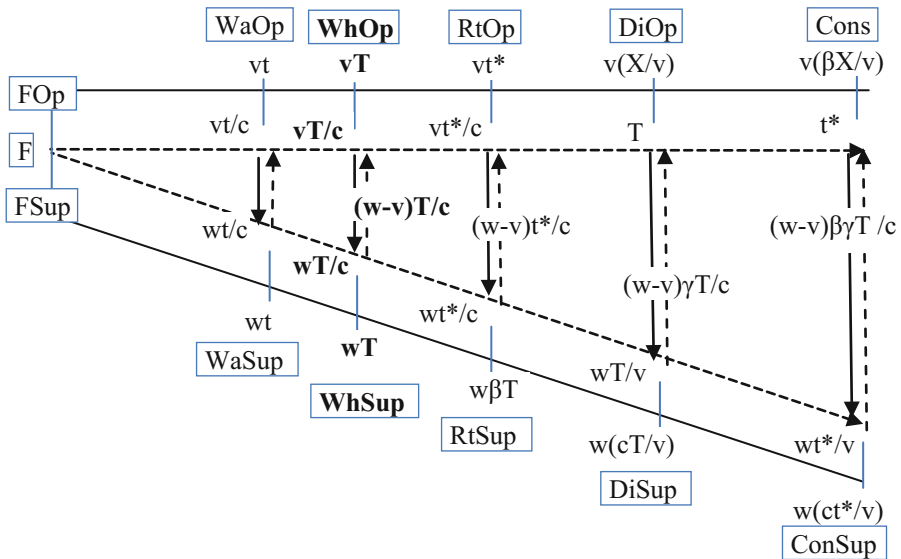 WaOp WhOp RtOp DiOp Cons
vt vT vt* v(X/v) v(βX/v)
FOp
vt/c vT/c vt*/c T t*
F
FSup
(w-v)T/c (w-v)t*/c (w-v)βγT /c
wt/c wT/c (w-v)γT/c
wt wt*/c
WaSup wT wT/v
WhSup wβT wt*/v
RtSup w(cT/v)
DiSup w(ct*/v)
ConSup